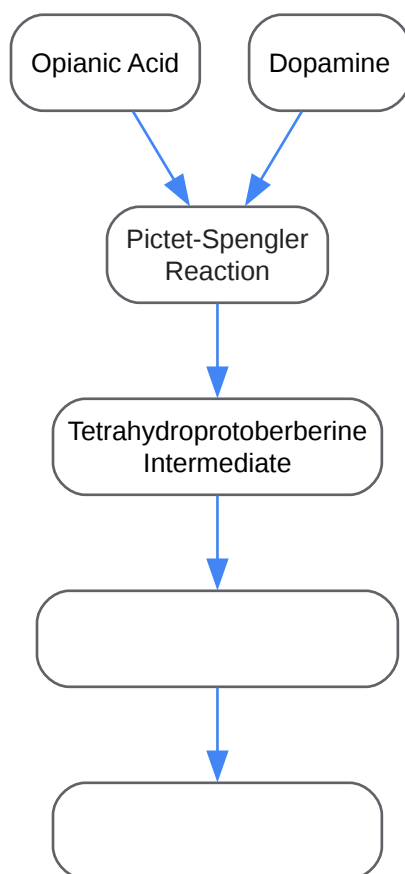 Opianic Acid
Dopamine
Pictet-Spengler
Reaction
Tetrahydroprotoberberine
Intermediate